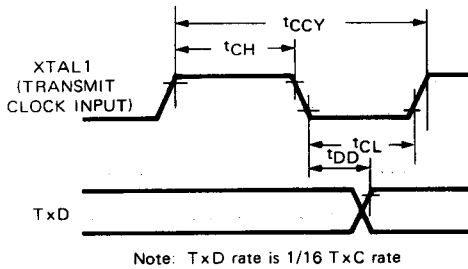 tCCY
tCH
XTAL1
(TRANSMIT
CLOCK INPUT)
tCL
tDD
TxD
Note: TxD rate is 1/16 TxC rate